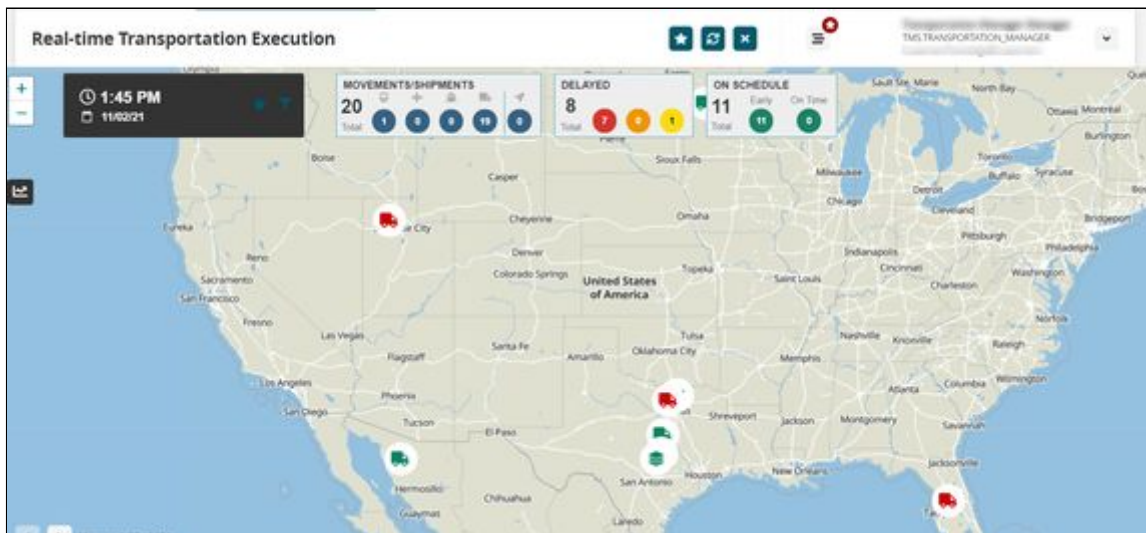 Real-time Transportation Execution
TMS.TRANSPORTATION_MANAGER
1:45 PM
11/02/21
MOVEMENTS/SHIPMENTS
20
Total
1 0 0 19 0
DELAYED
8
Total
7 0 1
ON SCHEDULE
11 Early On Time
Total
11 0
+
−
Olympia
Sault Ste. Marie
North Bay
Ottawa Montréal
Burlington
Pierre
Toronto
Boise
Sioux Falls
Milwaukee
Buffalo Syracuse
Casper
Detroit
Chicago
Cleveland
Eureka
City
Cheyenne
Omaha
Bridgeport
Pittsburgh
Reno
Denver
Indianapolis
Philadelphia
Sacramento
Colorado Springs
United States
of America
Topeka
Saint Louis
Cincinnati
Washington
San Francisco
Charleston
Fresno
Norfolk
Las Vegas
Tulsa
Nashville
Knoxville
Raleigh
Flagstaff
Santa Fe
Amarillo
Oklahoma City
Memphis
Los Angeles
Phoenix
Atlanta
Columbia
Wilmington
San Diego
Tucson
El Paso
Shreveport
Jackson
Montgomery
Savannah
Jacksonville
San Antonio
Houston
New Orleans
Hermosillo
Chihuahua
Guaymas
Laredo